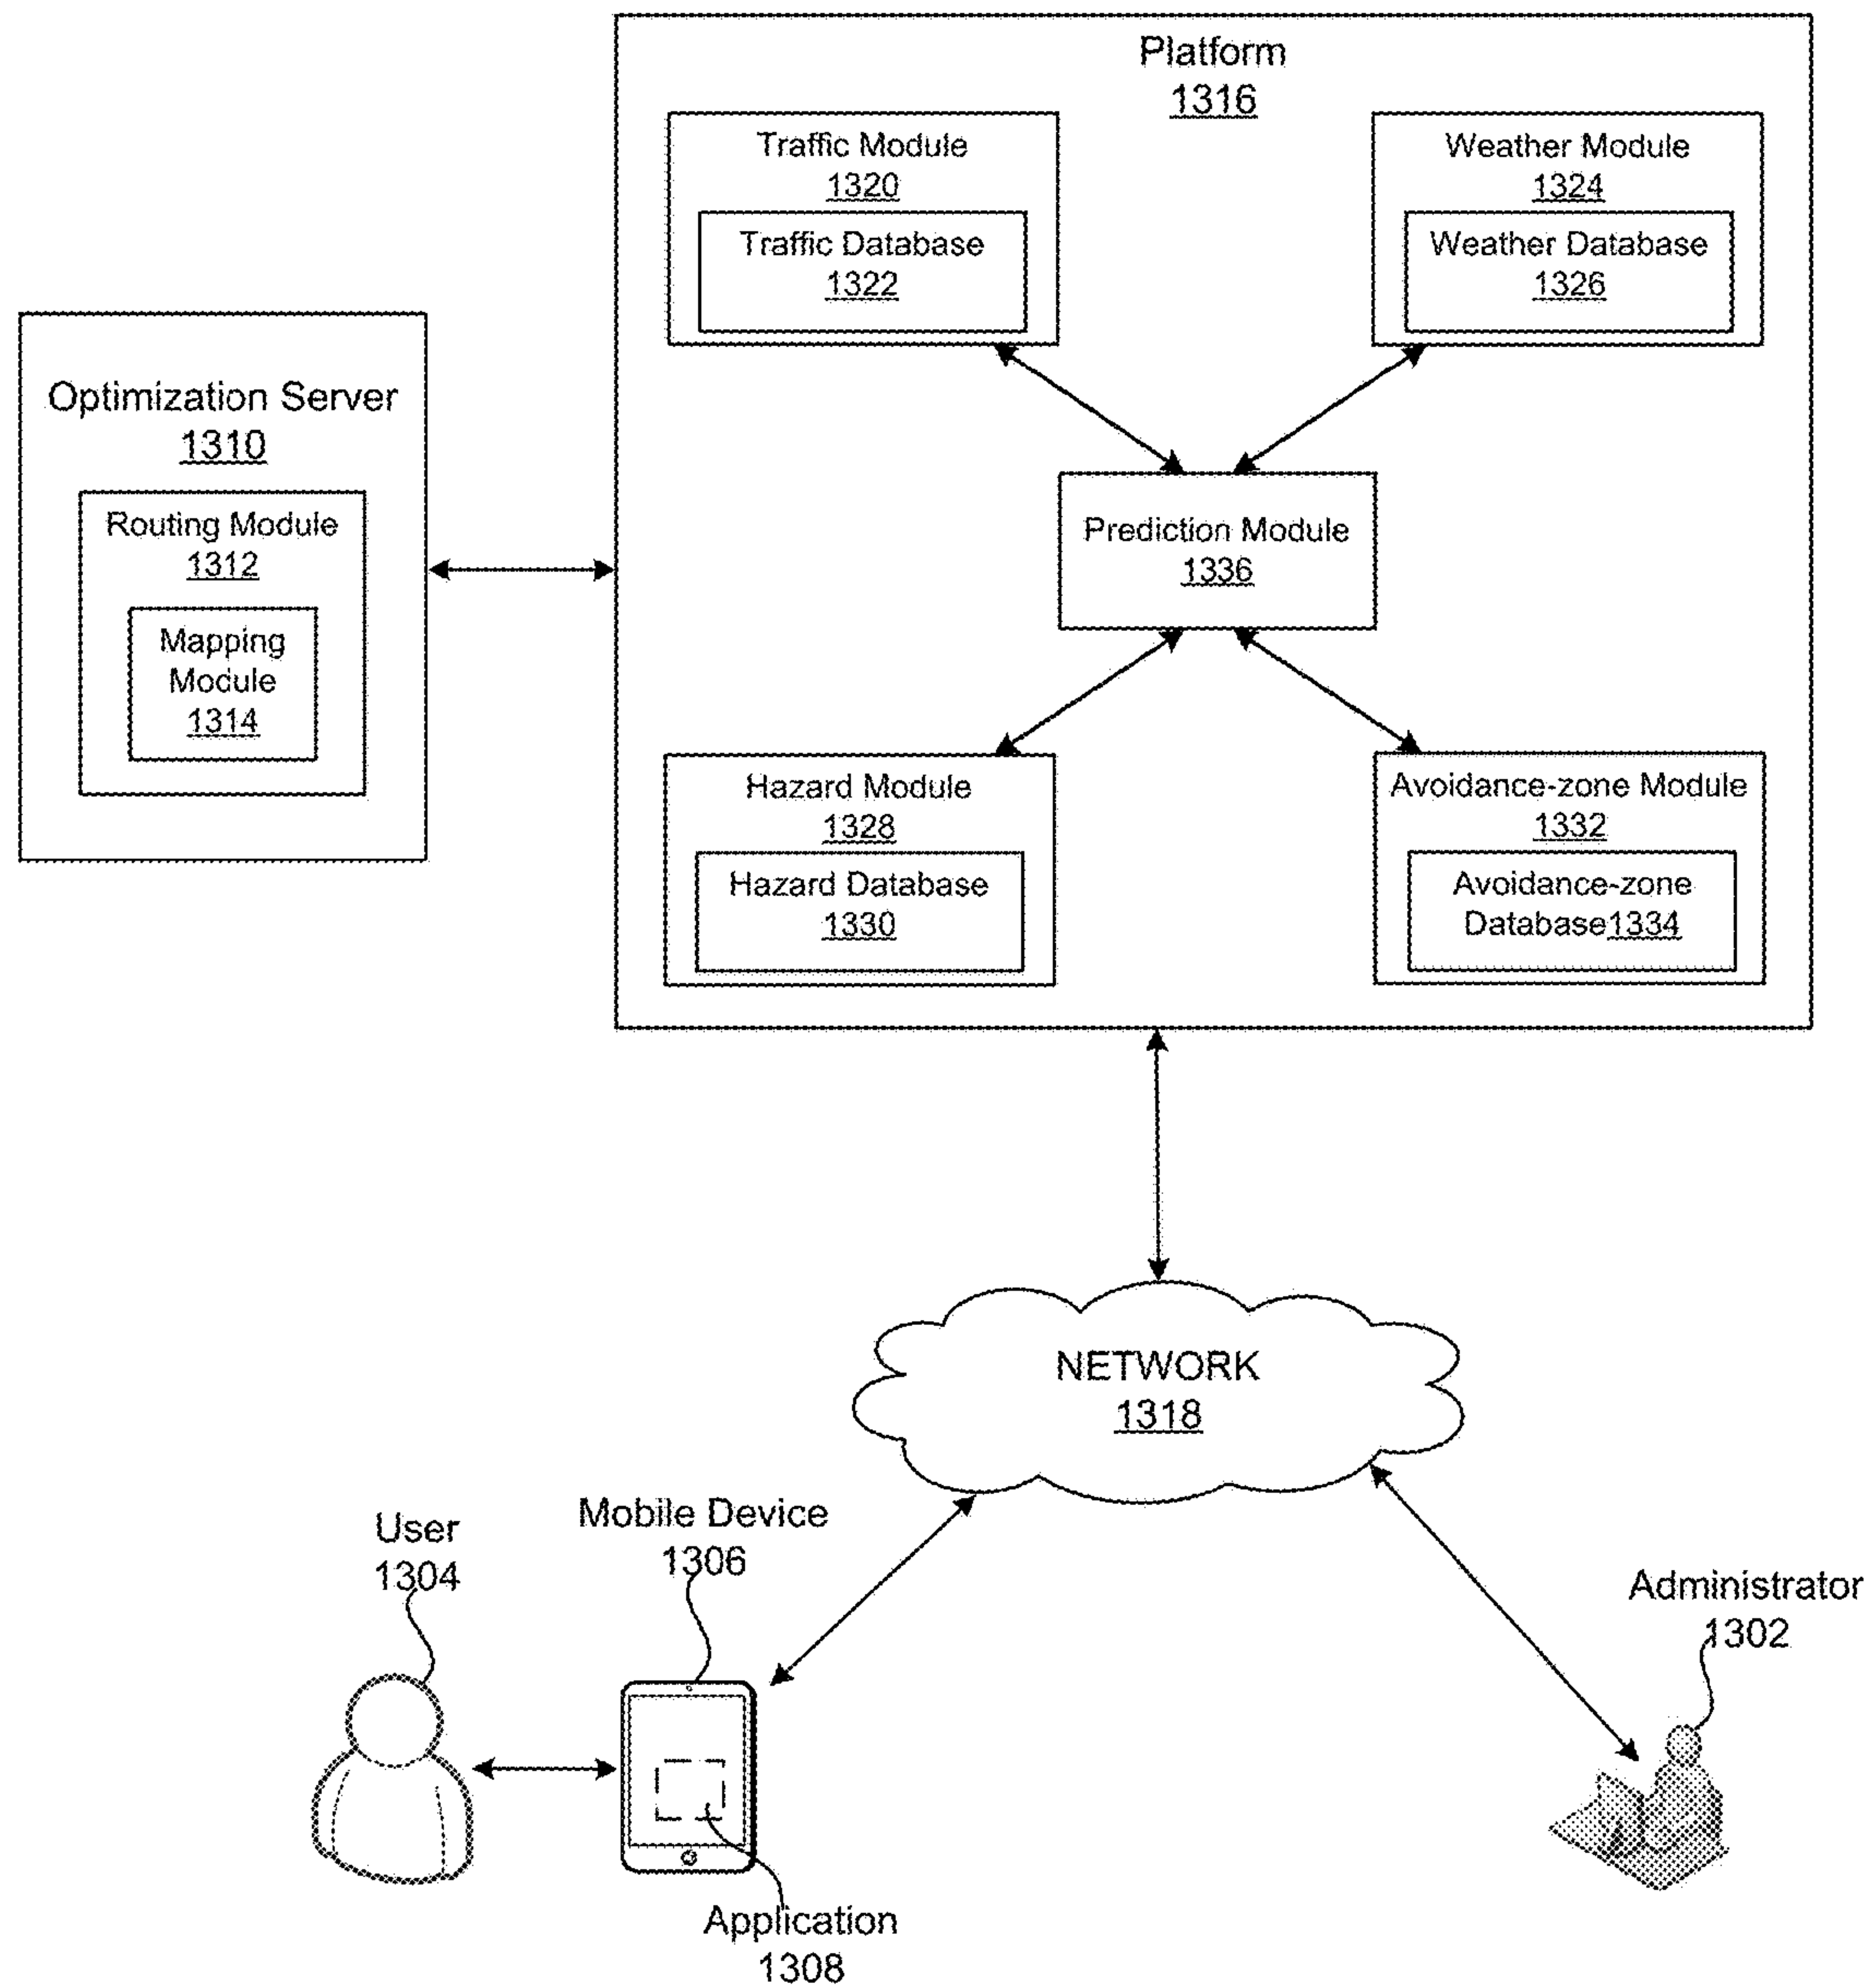 Platform
1316
Traffic Module
1320
Traffic Database
1322
Weather Module
1324
Weather Database
1326
Optimization Server
1310
Routing Module
1312
Mapping
Module
1314
Prediction Module
1336
Hazard Module
1328
Hazard Database
1330
Avoidance-zone Module
1332
Avoidance-zone
Database1334
NETWORK
1318
User
1304
Mobile Device
1306
Administrator
1302
Application
1308